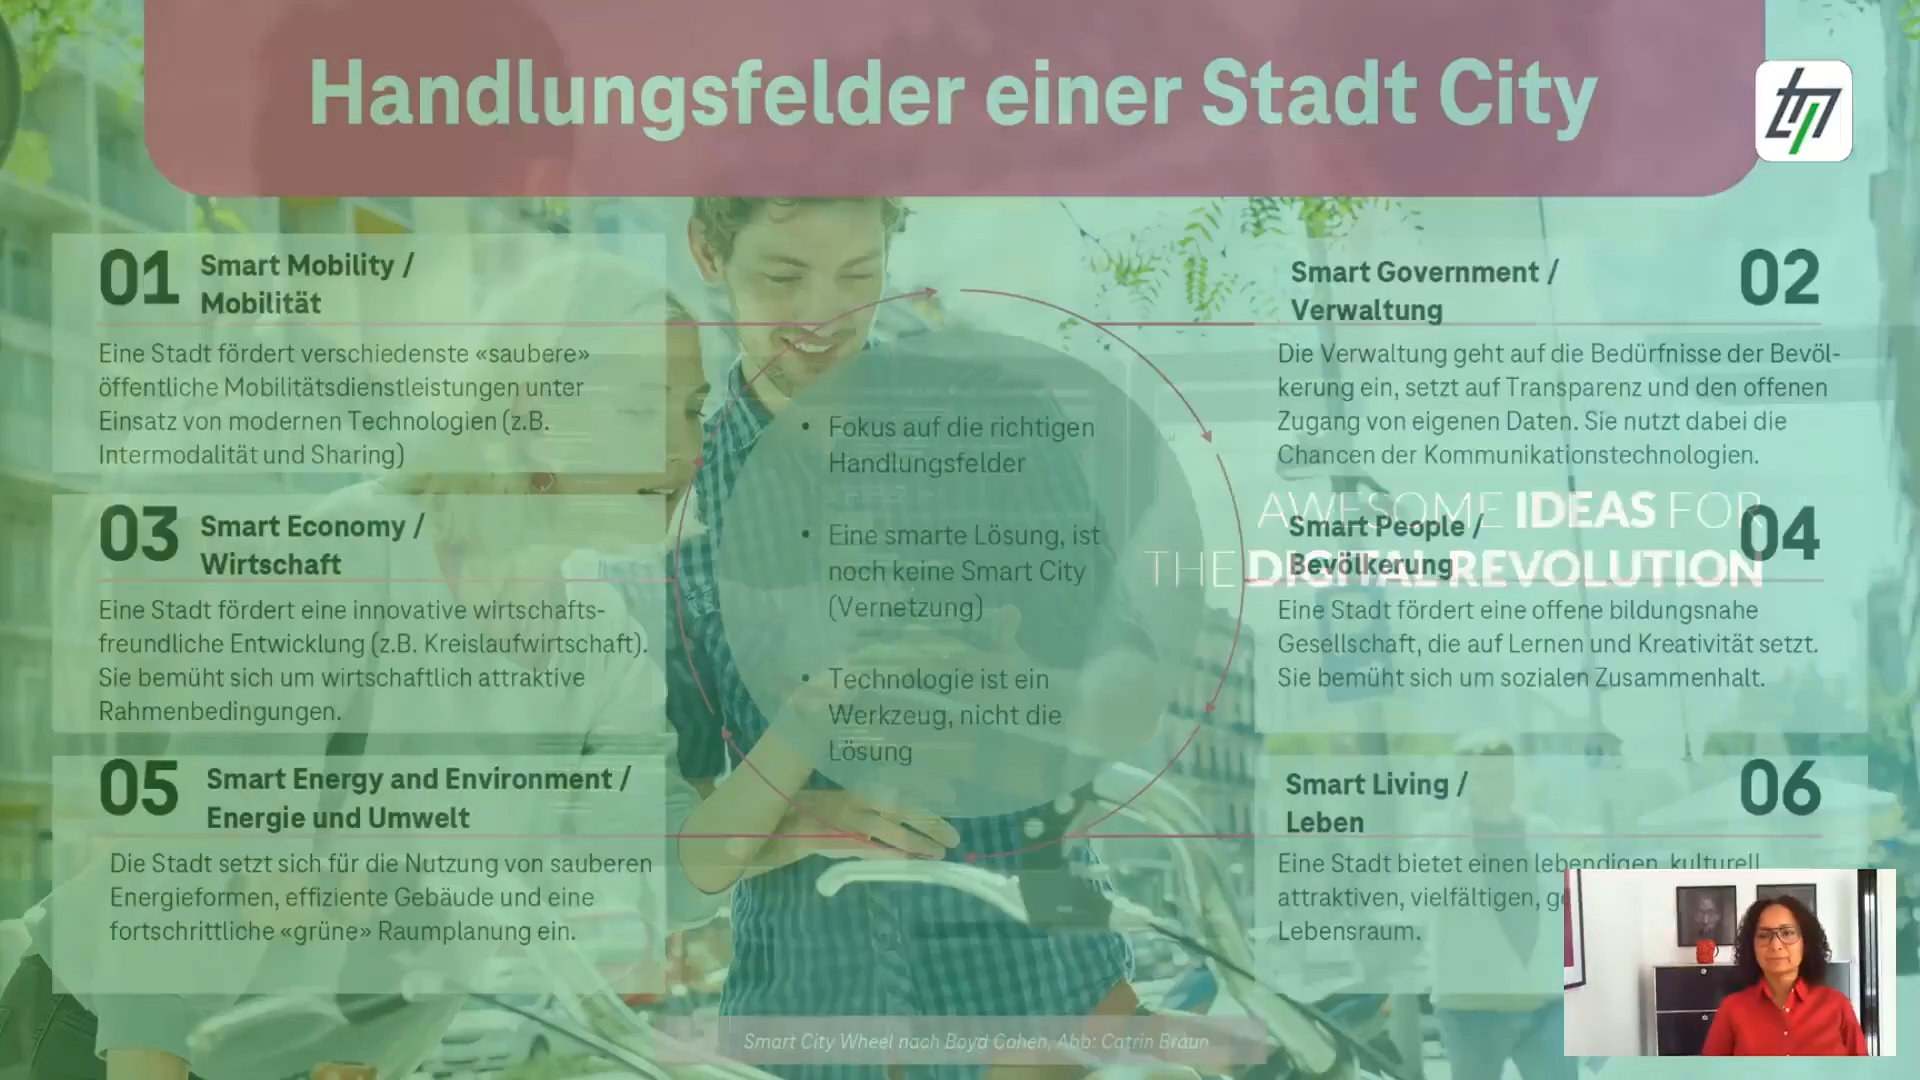 Handlungsfelder einer Stadt City
01
Smart Mobility /
Mobilität
Eine Stadt fördert verschiedenste «saubere»
öffentliche Mobilitätsdienstleistungen unter
Einsatz von modernen Technologien (z.B.
Intermodalität und Sharing)
Smart Government /
Verwaltung
02
Die Verwaltung geht auf die Bedürfnisse der Bevöl-
kerung ein, setzt auf Transparenz und den offenen
Zugang von eigenen Daten. Sie nutzt dabei die
Chancen der Kommunikationstechnologien.
• Fokus auf die richtigen
Handlungsfelder
• Eine smarte Lösung, ist
noch keine Smart City
(Vernetzung)
• Technologie ist ein
Werkzeug, nicht die
Lösung
03
Smart Economy /
Wirtschaft
Eine Stadt fördert eine innovative wirtschafts-
freundliche Entwicklung (z.B. Kreislaufwirtschaft).
Sie bemüht sich um wirtschaftlich attraktive
Rahmenbedingungen.
AWESOME IDEAS FOR
THE DIGITAL REVOLUTION
Smart People /
Bevölkerung
04
Eine Stadt fördert eine offene bildungsnahe
Gesellschaft, die auf Lernen und Kreativität setzt.
Sie bemüht sich um sozialen Zusammenhalt.
05
Smart Energy and Environment /
Energie und Umwelt
Die Stadt setzt sich für die Nutzung von sauberen
Energieformen, effiziente Gebäude und eine
fortschrittliche «grüne» Raumplanung ein.
Smart Living /
Leben
06
Eine Stadt bietet einen lebendigen, kulturell
attraktiven, vielfältigen,
Lebensraum.
Smart City Wheel nach Boyd Cohen, Abb: Catrin Braun